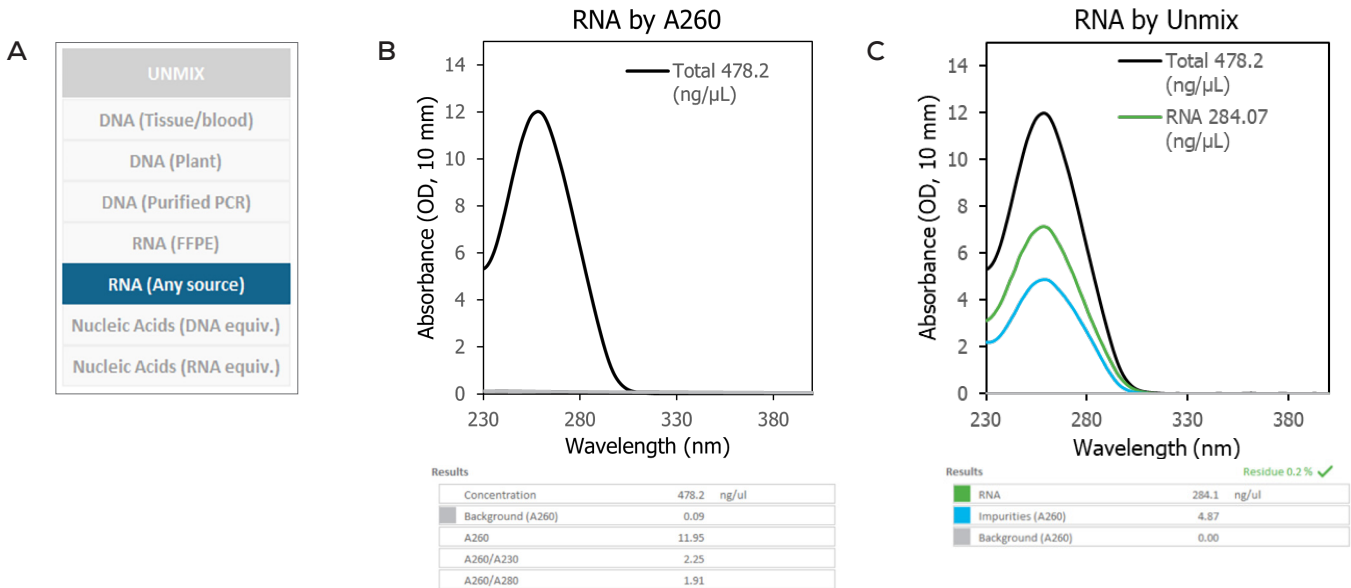 A
UNMIX
DNA (Tissue/blood)
DNA (Plant)
DNA (Purified PCR)
RNA (FFPE)
RNA (Any source)
Nucleic Acids (DNA equiv.)
Nucleic Acids (RNA equiv.)
B
RNA by A260
Total 478.2
(ng/µL)
Absorbance (OD, 10 mm)
14
12
10
8
6
4
2
0
230 280 330 380
Wavelength (nm)
Results
Concentration 478.2 ng/ul
Background (A260) 0.09
A260 11.95
A260/A230 2.25
A260/A280 1.91
C
RNA by Unmix
Total 478.2
(ng/µL)
RNA 284.07
(ng/µL)
Absorbance (OD, 10 mm)
14
12
10
8
6
4
2
0
230 280 330 380
Wavelength (nm)
Results Residue 0.2 %
RNA 284.1 ng/ul
Impurities (A260) 4.87
Background (A260) 0.00